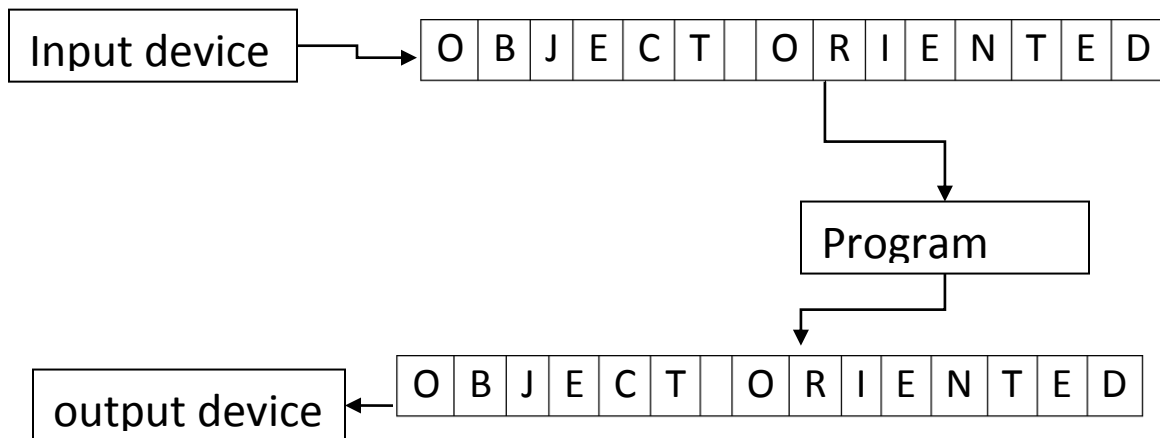 Input device
O B J E C T O R I E N T E D
Program
O B J E C T O R I E N T E D
output device